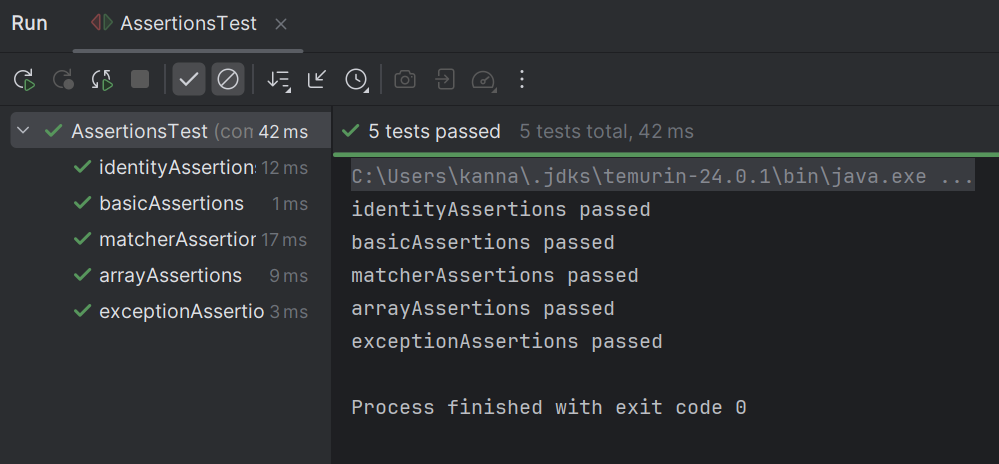 Run AssertionsTest
AssertionsTest (con 42 ms
identityAssertion 12 ms
basicAssertions 1 ms
matcherAssertior 17 ms
arrayAssertions 9 ms
exceptionAssertio 3 ms
5 tests passed 5 tests total, 42 ms
C:\Users\kanna\.jdks\temurin-24.0.1\bin\java.exe ...
identityAssertions passed
basicAssertions passed
matcherAssertions passed
arrayAssertions passed
exceptionAssertions passed
Process finished with exit code 0